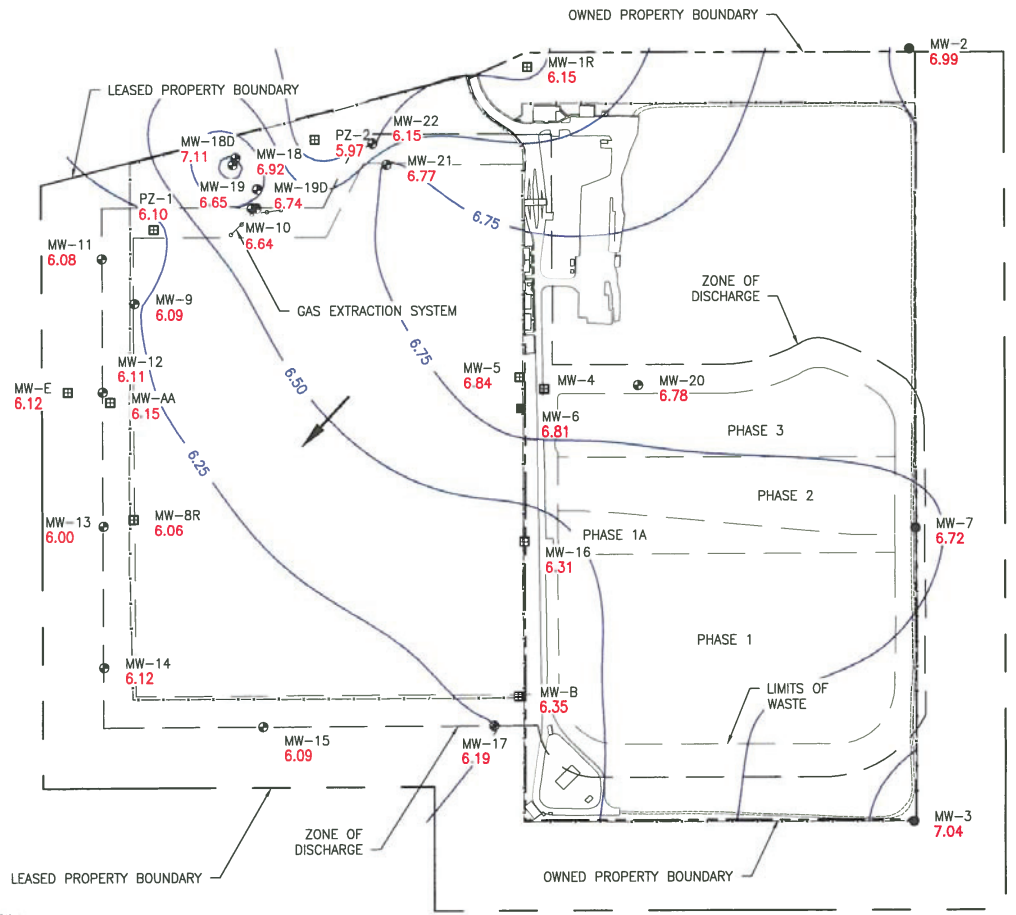 OWNED PROPERTY BOUNDARY
MW-2
6.99
MW-1R
6.15
LEASED PROPERTY BOUNDARY
MW-22
6.15
PZ-2
5.97
MW-18D
7.11
MW-18
6.92
MW-21
6.77
MW-19
6.65
MW-19D
6.74
PZ-1
6.10
MW-10
6.64
6.75
MW-11
6.08
ZONE OF
DISCHARGE
MW-9
6.09
GAS EXTRACTION SYSTEM
6.75
MW-12
6.11
6.50
MW-5
6.84
MW-4
MW-20
6.78
MW-E
6.12
MW-AA
6.15
MW-6
6.81
PHASE 3
6.25
PHASE 2
MW-13
6.00
MW-8R
6.06
PHASE 1A
MW-7
6.72
MW-16
6.31
PHASE 1
MW-14
6.12
MW-B
6.35
LIMITS OF
WASTE
MW-15
6.09
MW-17
6.19
MW-3
7.04
ZONE OF
DISCHARGE
LEASED PROPERTY BOUNDARY
OWNED PROPERTY BOUNDARY